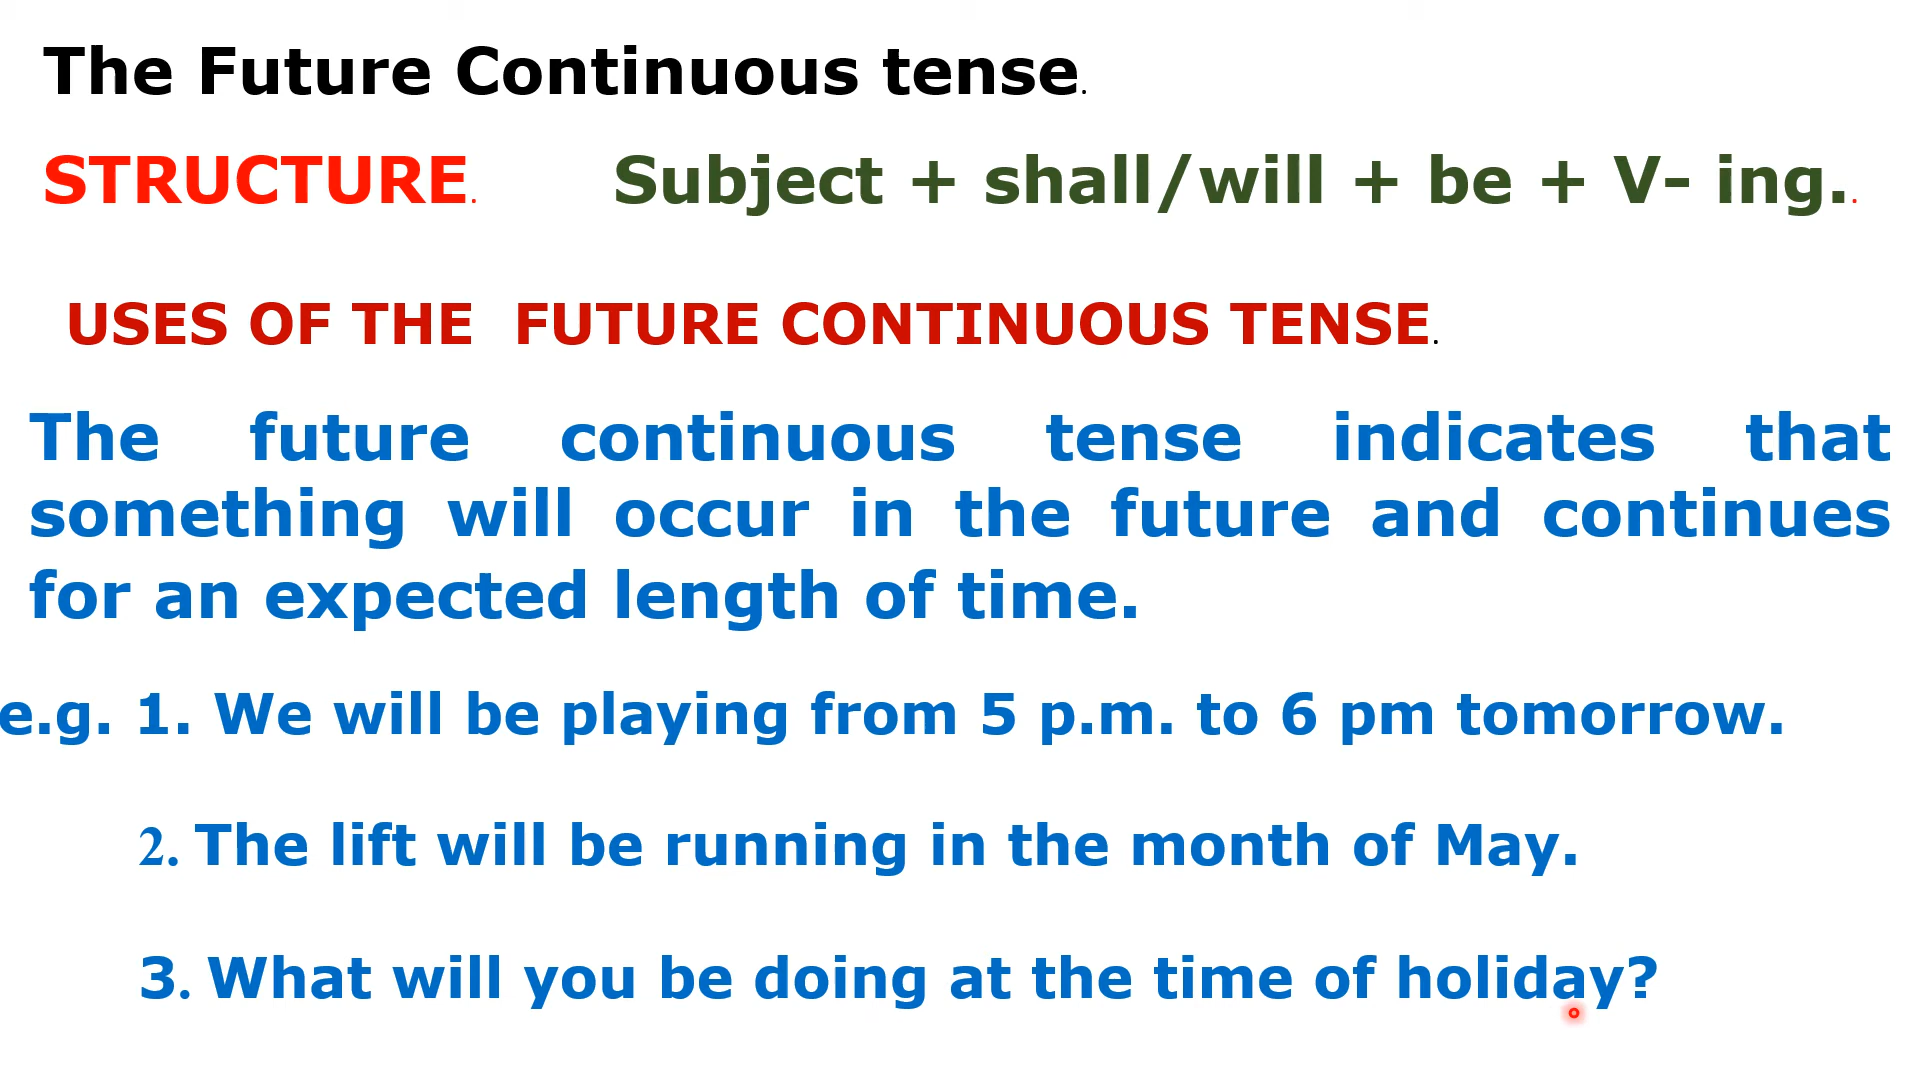 The Future Continuous tense.
STRUCTURE. Subject + shall/will + be + V– ing..
USES OF THE FUTURE CONTINUOUS TENSE.
The future continuous tense indicates that
something will occur in the future and continues
for an expected length of time.
e.g. 1. We will be playing from 5 p.m. to 6 pm tomorrow.
2. The lift will be running in the month of May.
3. What will you be doing at the time of holiday?